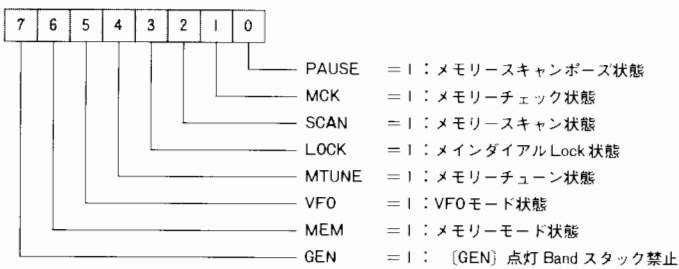 7 6 5 4 3 2 1 0
PAUSE =1:メモリースキャンポーズ状態
MCK =1:メモリーチェック状態
SCAN =1:メモリースキャン状態
LOCK =1:メインダイアルLock状態
MTUNE =1:メモリーチューン状態
VFO =1:VFOモード状態
MEM =1:メモリーモード状態
GEN =1: 〔GEN〕点灯 Band スタック禁止